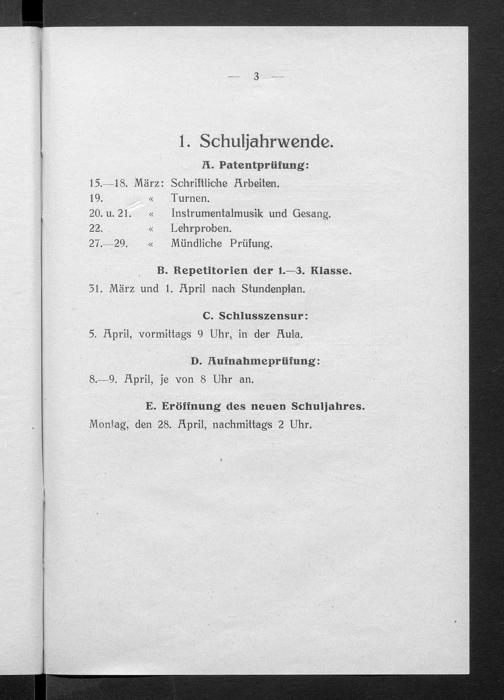 — 3 —
1. Schuljahrwende.
A. Patentprüfung:
15.—18. März: Schriftliche Arbeiten.
19. « Turnen.
20. u. 21. « Instrumentalmusik und Gesang.
22. « Lehrproben.
27.—29. « Mündliche Prüfung.
B. Repetitorien der 1.—3. Klasse.
31. März und 1. April nach Stundenplan.
C. Schlusszensur:
5. April, vormittags 9 Uhr, in der Aula.
D. Aufnahmeprüfung:
8.—9. April, je von 8 Uhr an.
E. Eröffnung des neuen Schuljahres.
Montag, den 28. April, nachmittags 2 Uhr.